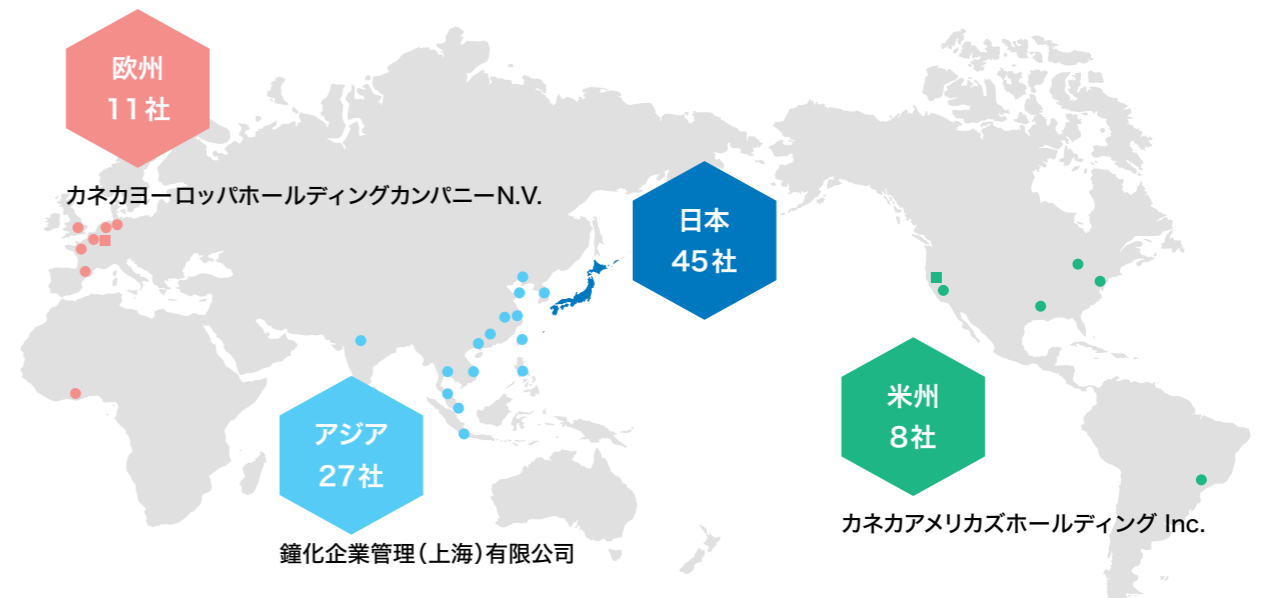 欧州
11社
カネカヨーロッパホールディングカンパニーN.V.
日本
45社
アジア
27社
鐘化企業管理（上海）有限公司
米州
8社
カネカアメリカズホールディング Inc.